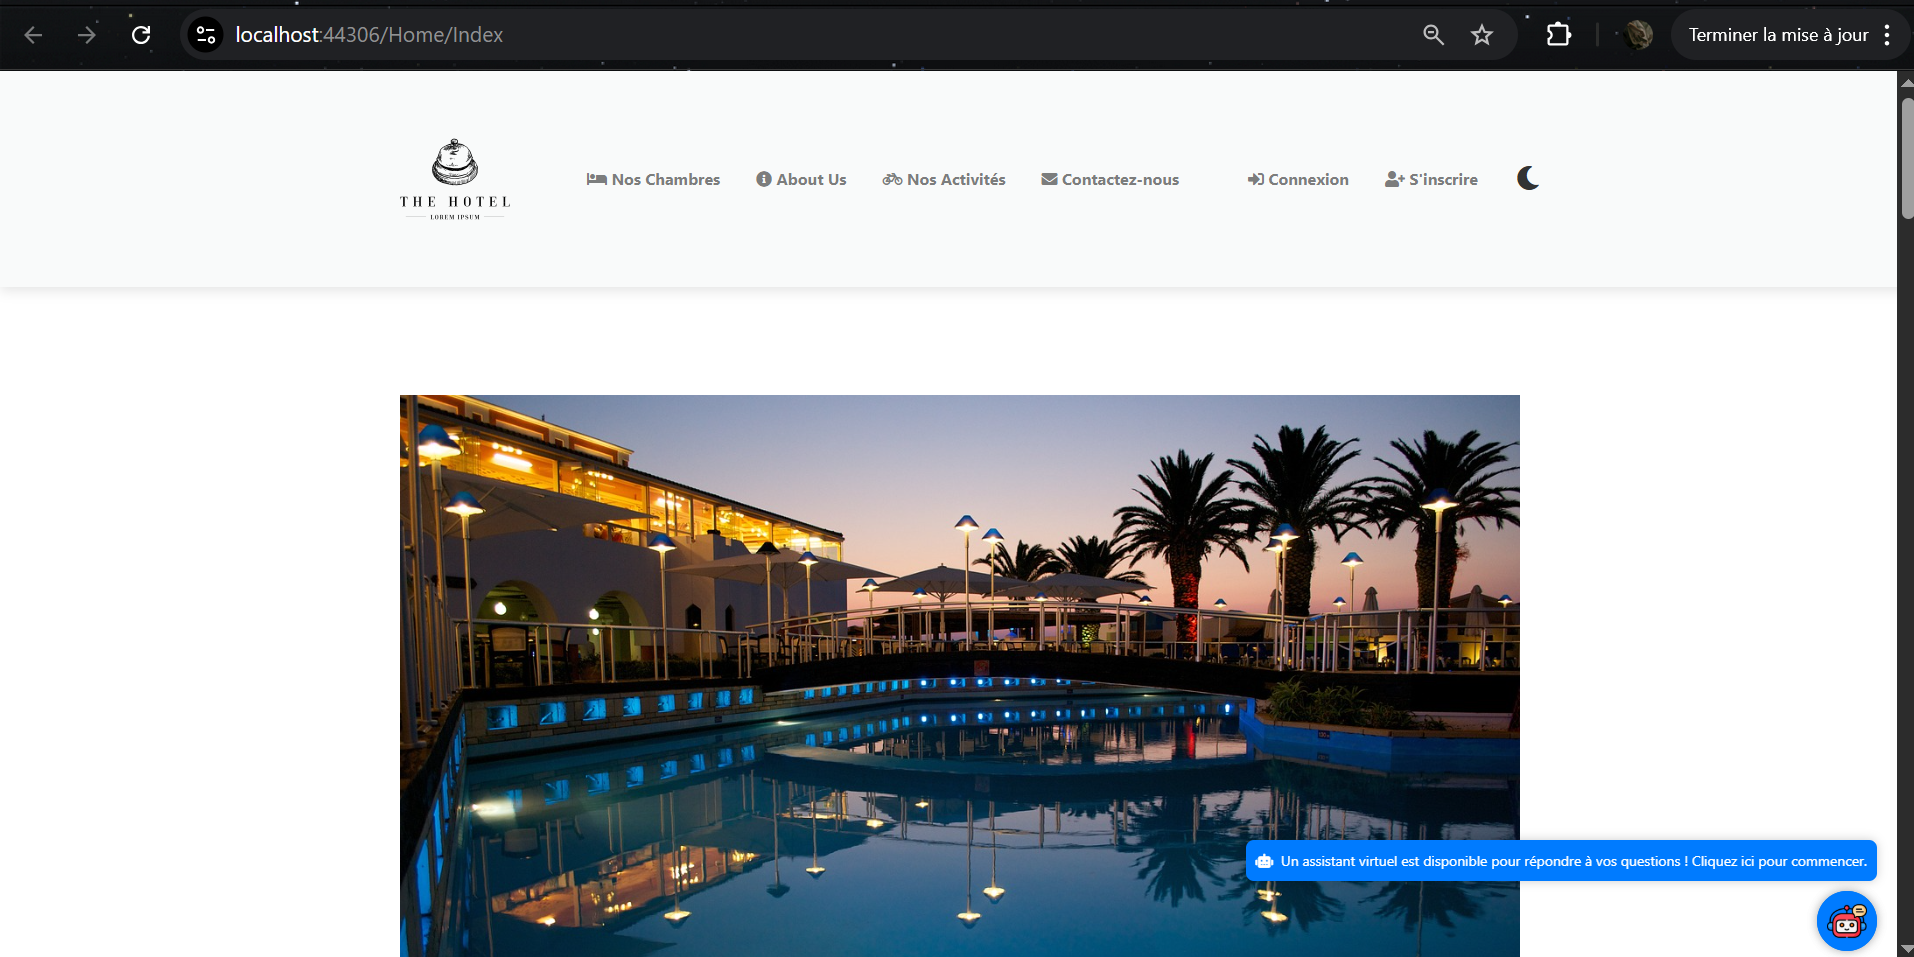 localhost:44306/Home/Index
Terminer la mise à jour
THE HOTEL
LOREM IPSUM
Nos Chambres
About Us
Nos Activités
Contactez-nous
Connexion
S'inscrire
Un assistant virtuel est disponible pour répondre à vos questions ! Cliquez ici pour commencer.